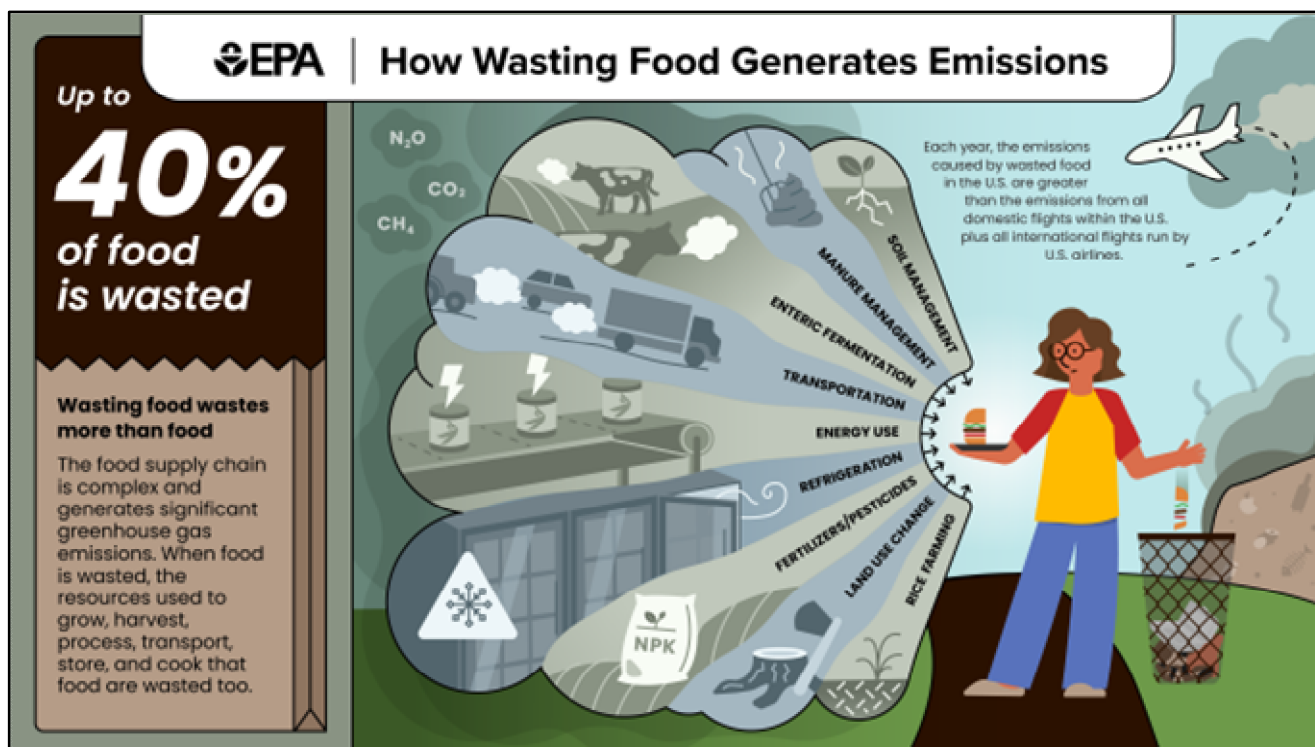 EPA | How Wasting Food Generates Emissions
Up to
40%
of food
is wasted
Wasting food wastes
more than food
The food supply chain
is complex and
generates significant
greenhouse gas
emissions. When food
is wasted, the
resources used to
grow, harvest,
process, transport,
store, and cook that
food are wasted too.
N₂O
CO₂
CH₄
SOIL MANAGEMENT
MANURE MANAGEMENT
ENTERIC FERMENTATION
TRANSPORTATION
ENERGY USE
REFRIGERATION
FERTILIZERS/PESTICIDES
LAND USE CHANGE
RICE FARMING
NPK
Each year, the emissions
caused by wasted food
in the U.S. are greater
than the emissions from all
domestic flights within the U.S.
plus all international flights run by
U.S. airlines.